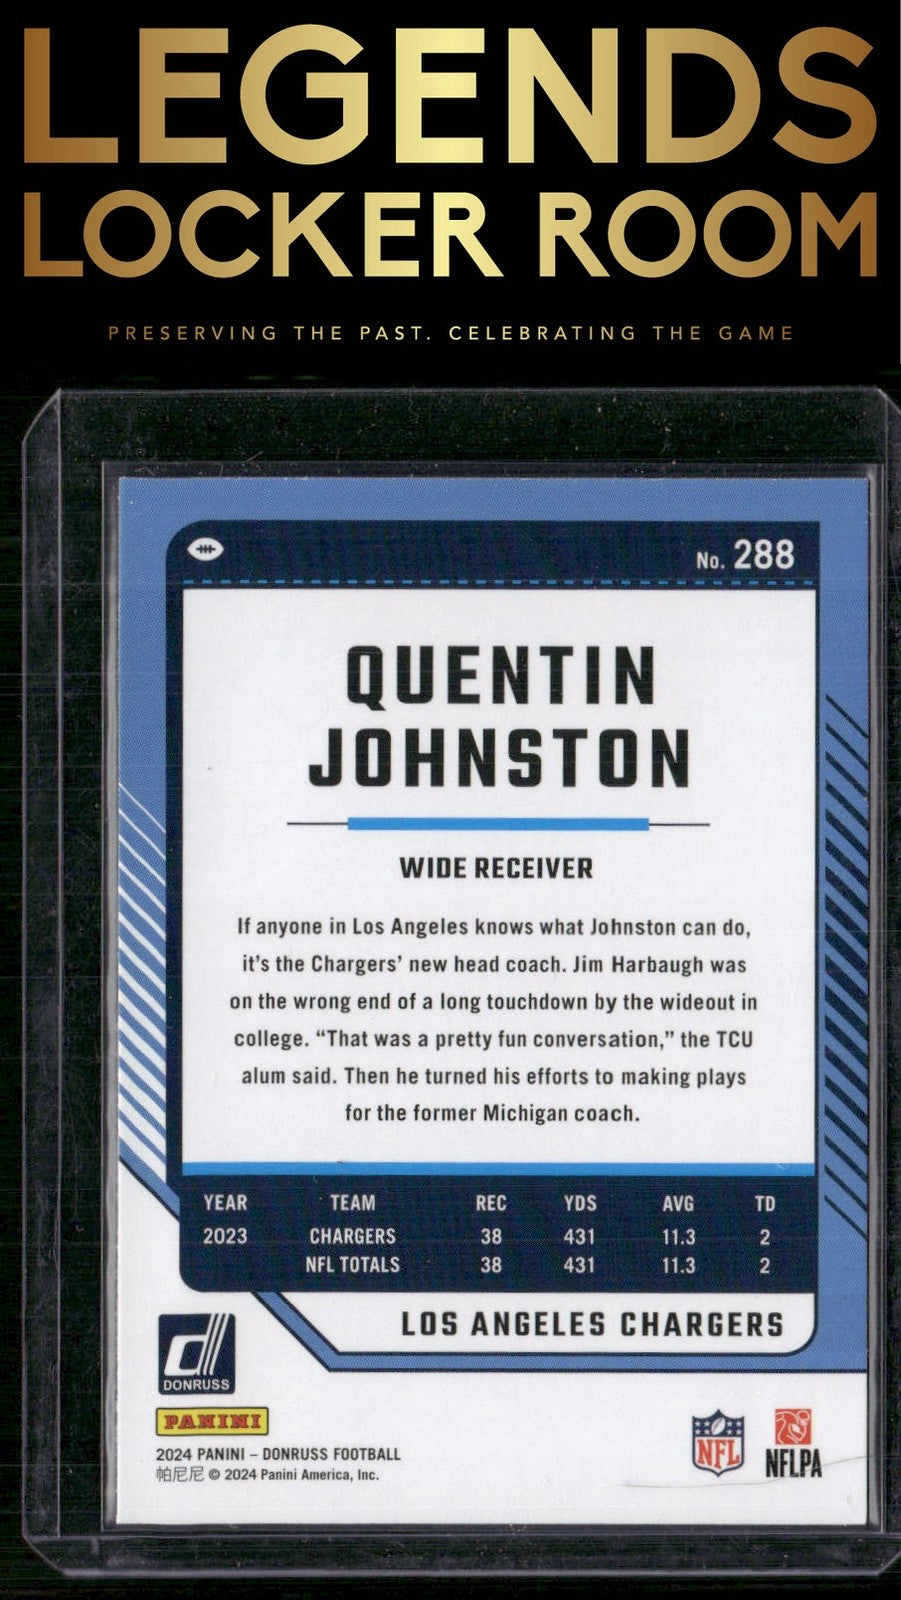 LEGENDS
LOCKER ROOM
PRESERVING THE PAST. CELEBRATING THE GAME
No. 288
QUENTIN
JOHNSTON
WIDE RECEIVER
If anyone in Los Angeles knows what Johnston can do,
it's the Chargers' new head coach. Jim Harbaugh was
on the wrong end of a long touchdown by the wideout in
college. “That was a pretty fun conversation,” the TCU
alum said. Then he turned his efforts to making plays
for the former Michigan coach.
YEAR TEAM REC YDS AVG TD
2023 CHARGERS 38 431 11.3 2
NFL TOTALS 38 431 11.3 2
LOS ANGELES CHARGERS
d
DONRUSS
PANINI
2024 PANINI – DONRUSS FOOTBALL
帕尼尼 © 2024 Panini America, Inc.
NFL
NFLPA